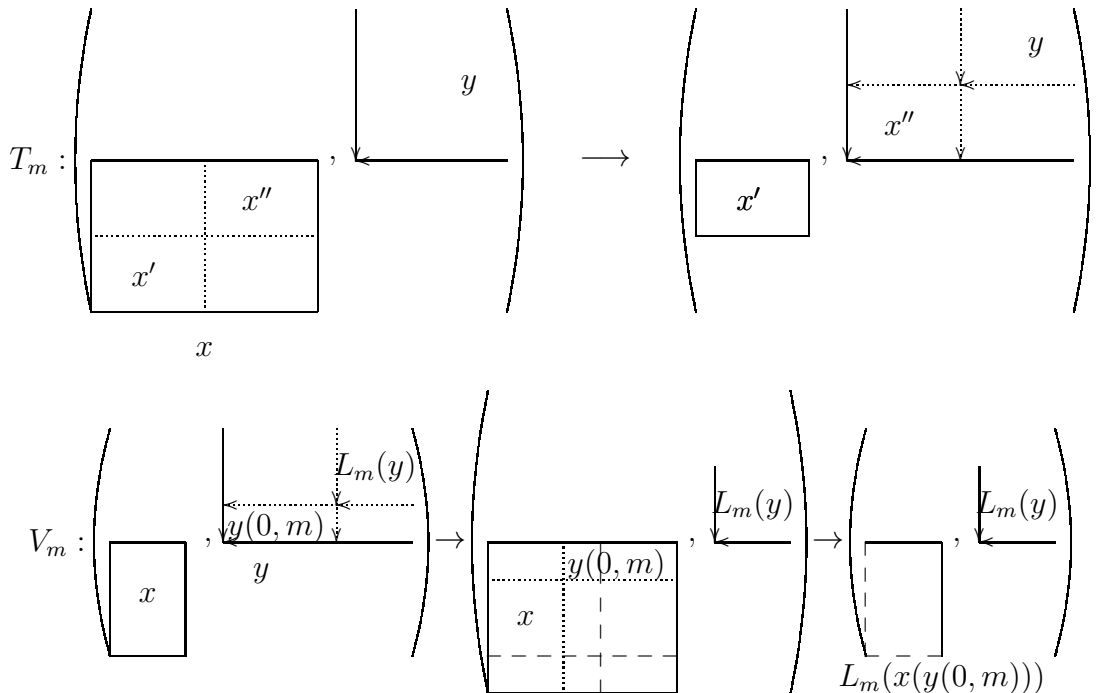 y
y
T_m : ( , ) ⟶ ( , )
x''
x''
x'
x'
x
L_m(y)
L_m(y) L_m(y)
y(0, m)
V_m : ( , ) → ( , ) → ( , )
y y(0, m)
x x
L_m(x(y(0, m)))